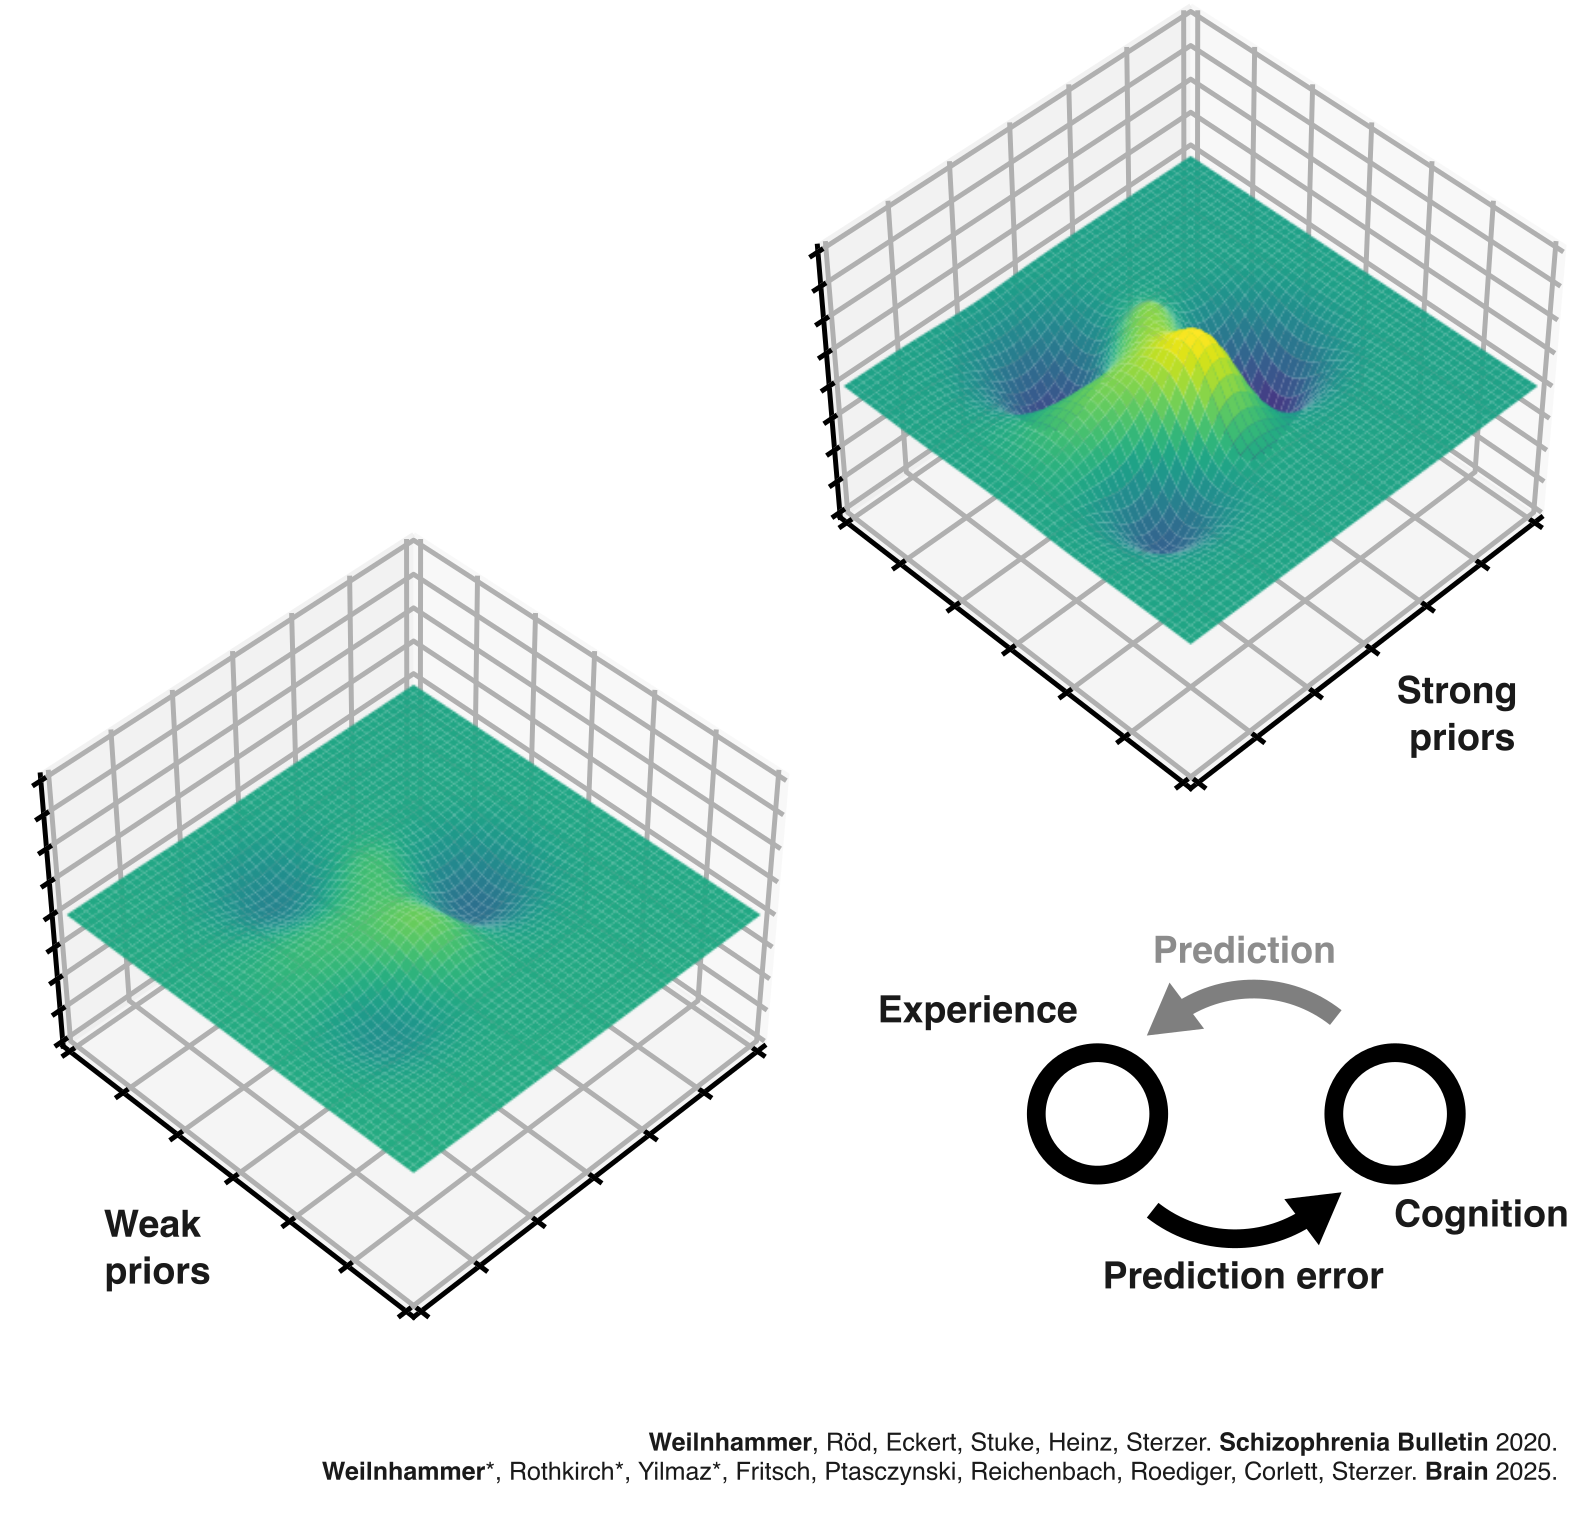 Strong
priors
Weak
priors
Prediction
Experience
Cognition
Prediction error
Weilnhammer, Röd, Eckert, Stuke, Heinz, Sterzer. Schizophrenia Bulletin 2020.
Weilnhammer*, Rothkirch*, Yilmaz*, Fritsch, Ptasczynski, Reichenbach, Roediger, Corlett, Sterzer. Brain 2025.